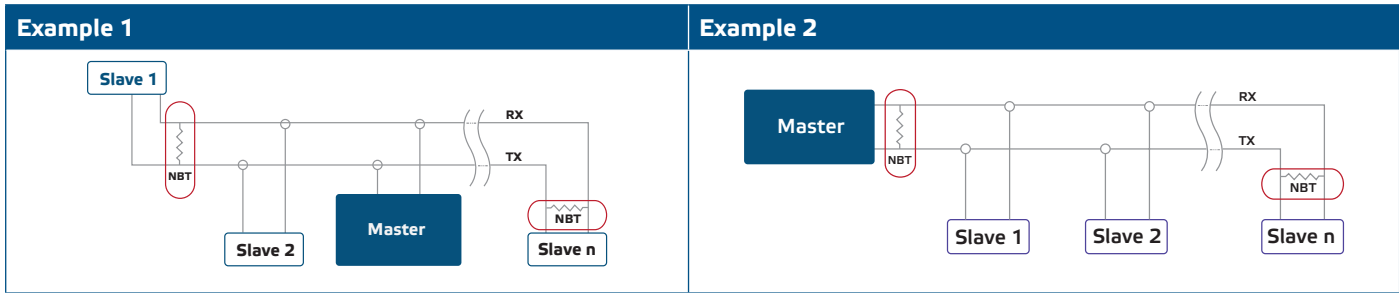 Example 1
Slave 1
RX
TX
NBT
NBT
Master
Slave 2
Slave n
Example 2
Master
RX
TX
NBT
NBT
Slave 1
Slave 2
Slave n